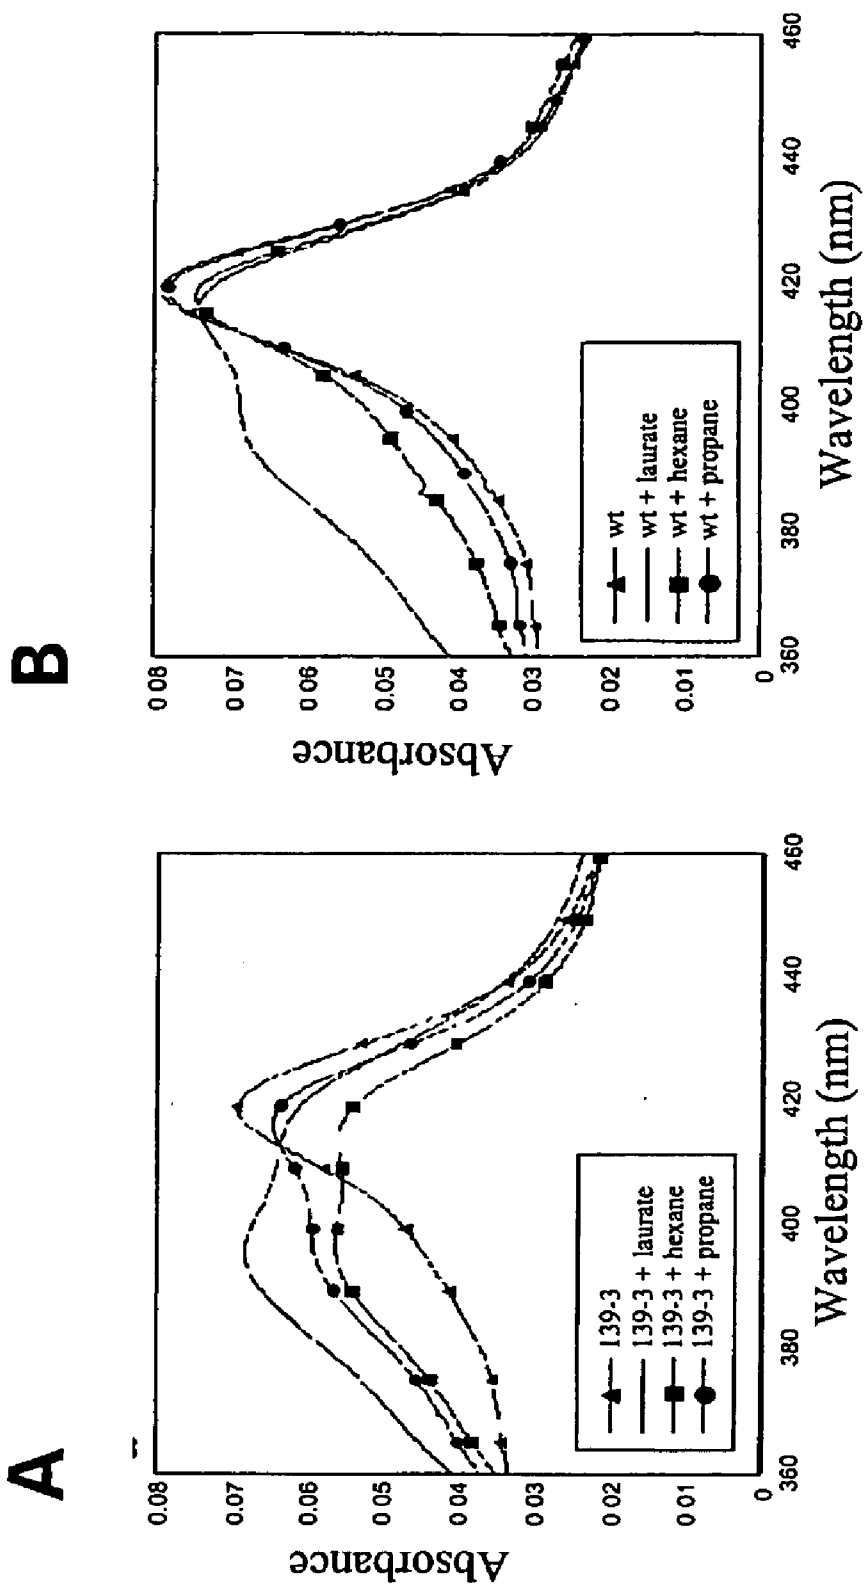 A
Absorbance
0.08
0.07
0.06
0 05
0 04
0 03
0 02
0 01
0
360
380
400
420
440
460
Wavelength (nm)
139-3
139-3 + laurate
139-3 + hexane
139-3 + propane
B
Absorbance
0 08
0 07
0 06
0 05
0 04
0 03
0 02
0 01
0
360
380
400
420
440
460
Wavelength (nm)
wt
wt + laurate
wt + hexane
wt + propane